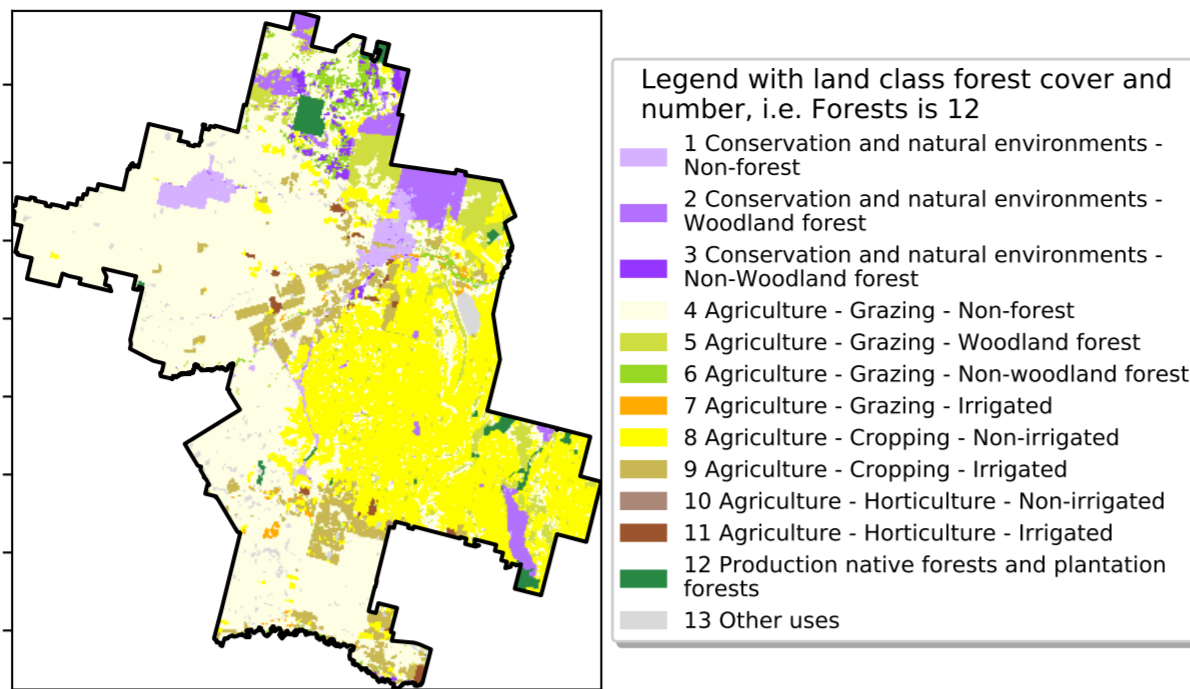 Legend with land class forest cover and
number, i.e. Forests is 12
1 Conservation and natural environments -
Non-forest
2 Conservation and natural environments -
Woodland forest
3 Conservation and natural environments -
Non-Woodland forest
4 Agriculture - Grazing - Non-forest
5 Agriculture - Grazing - Woodland forest
6 Agriculture - Grazing - Non-woodland forest
7 Agriculture - Grazing - Irrigated
8 Agriculture - Cropping - Non-irrigated
9 Agriculture - Cropping - Irrigated
10 Agriculture - Horticulture - Non-irrigated
11 Agriculture - Horticulture - Irrigated
12 Production native forests and plantation
forests
13 Other uses